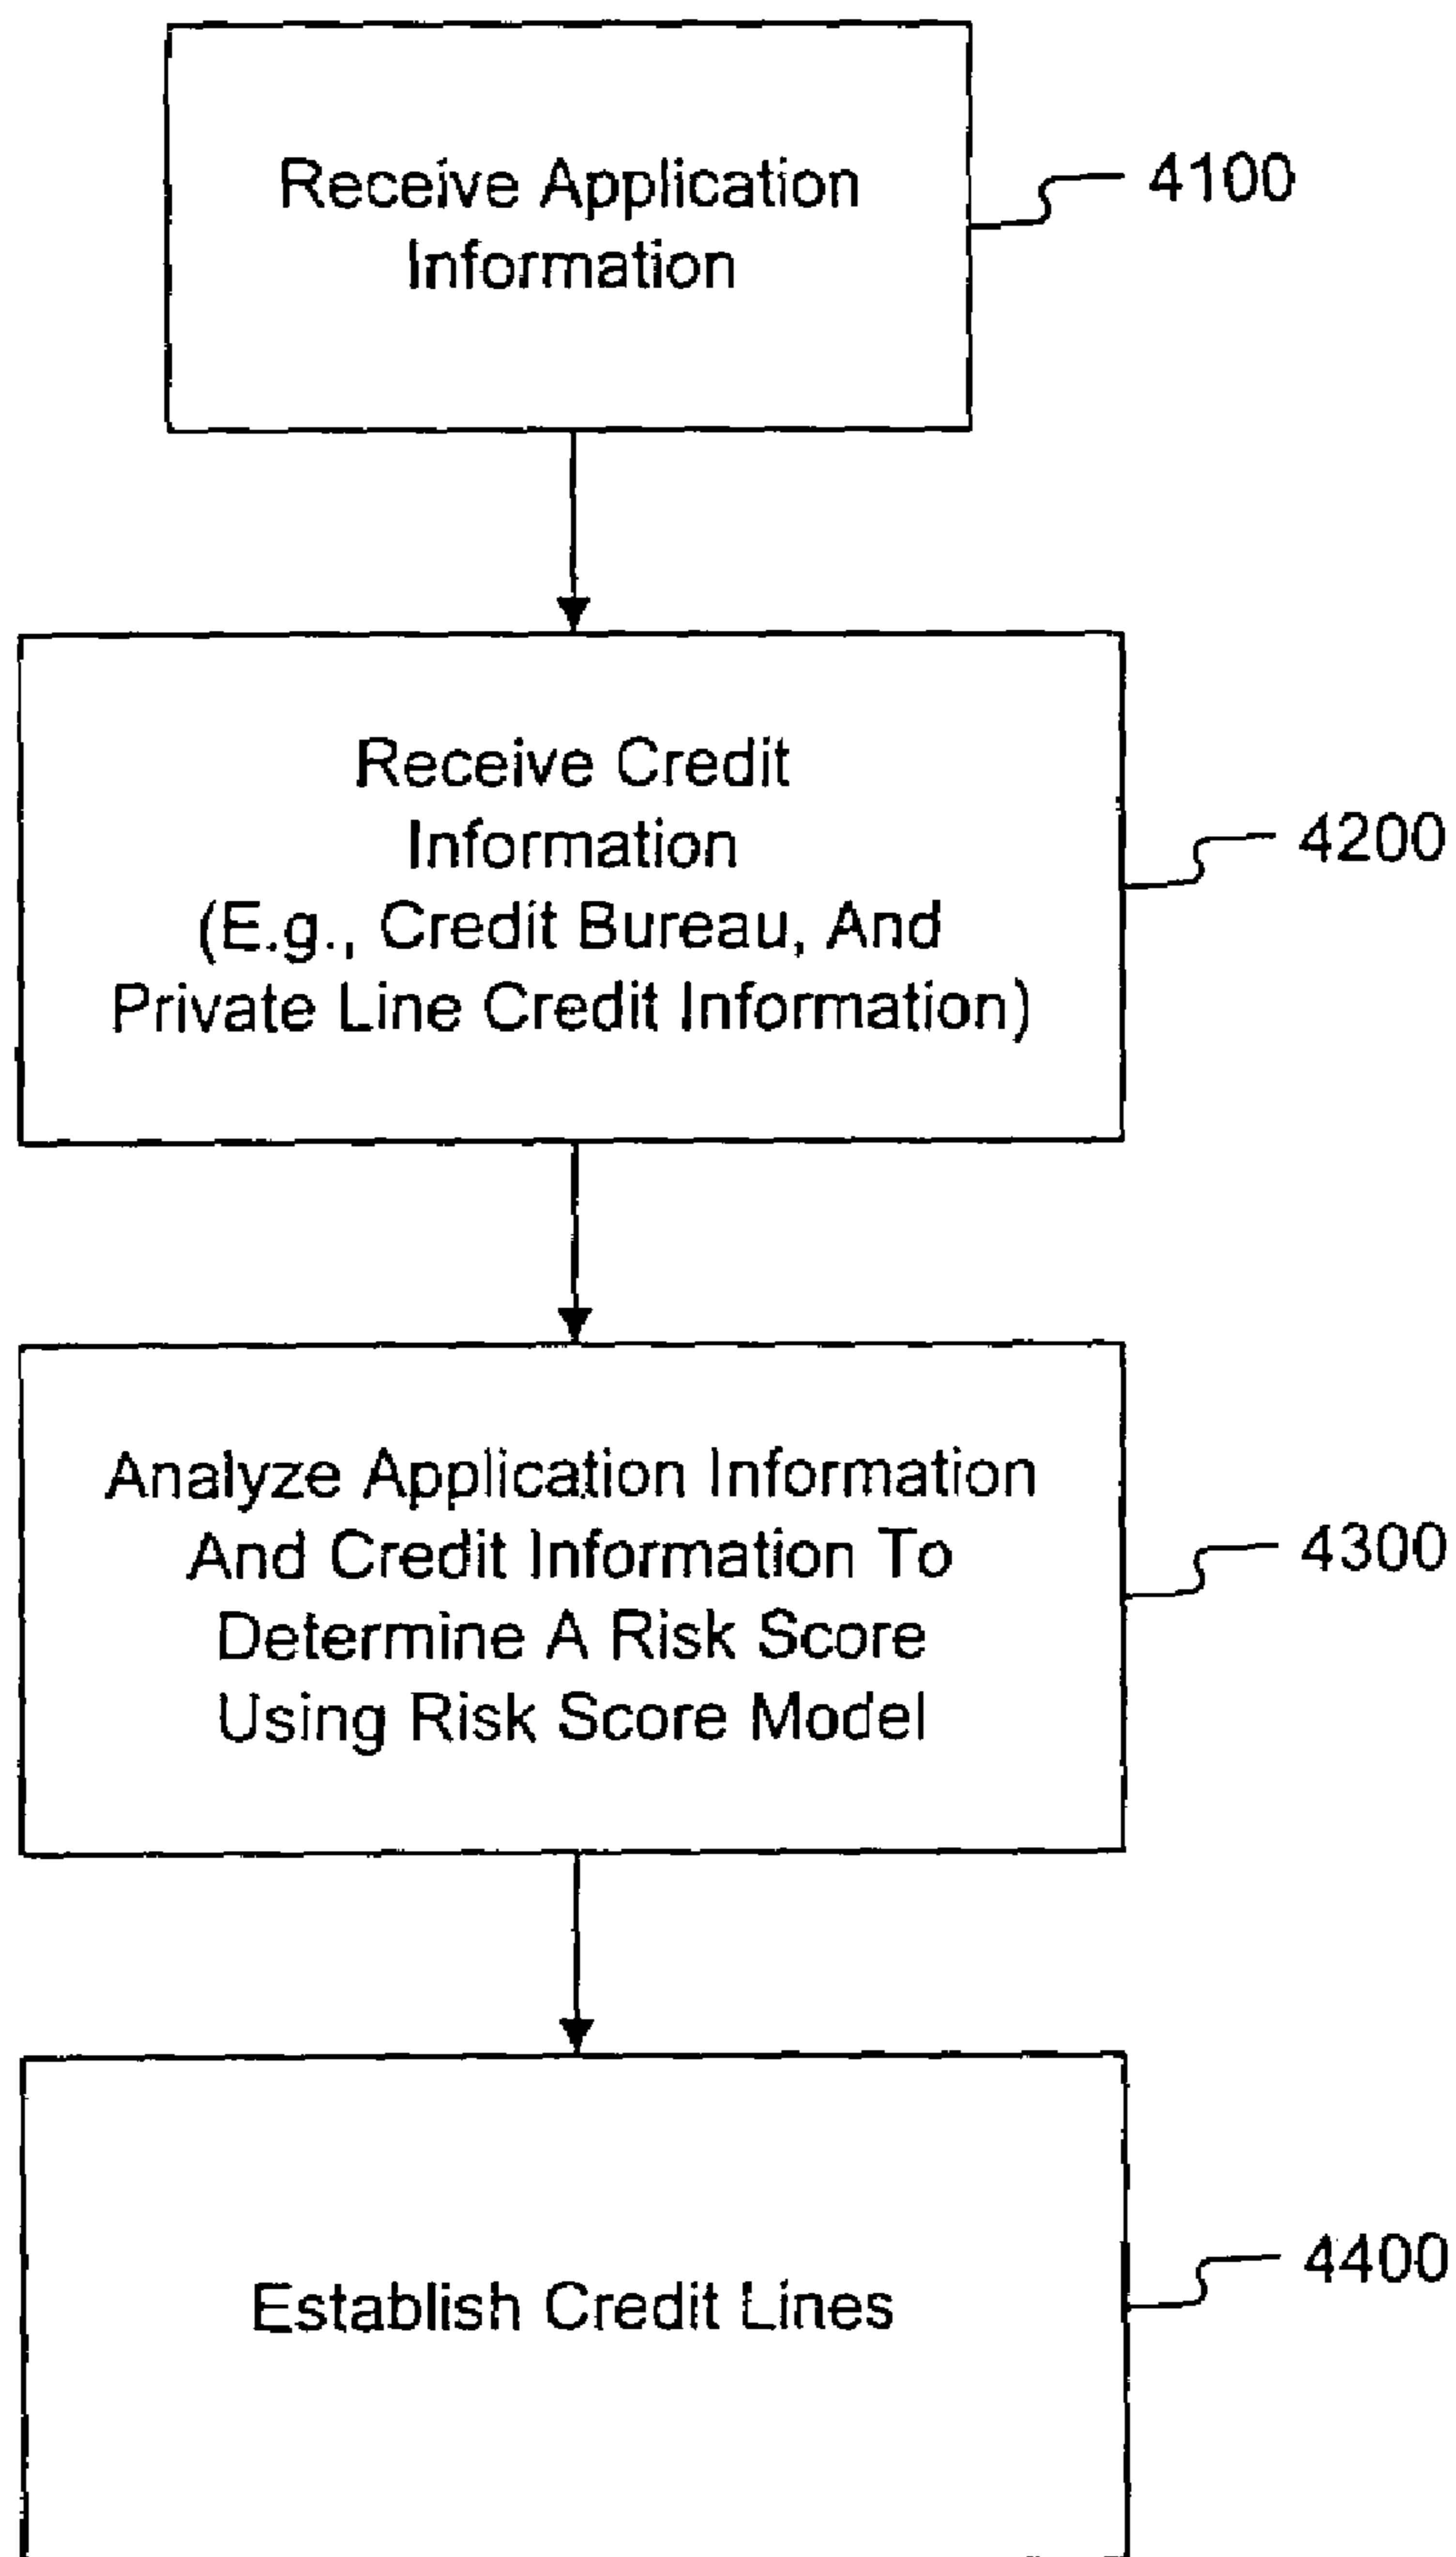 Receive Application
Information
4100
Receive Credit
Information
(E.g., Credit Bureau, And
Private Line Credit Information)
4200
Analyze Application Information
And Credit Information To
Determine A Risk Score
Using Risk Score Model
4300
Establish Credit Lines
4400